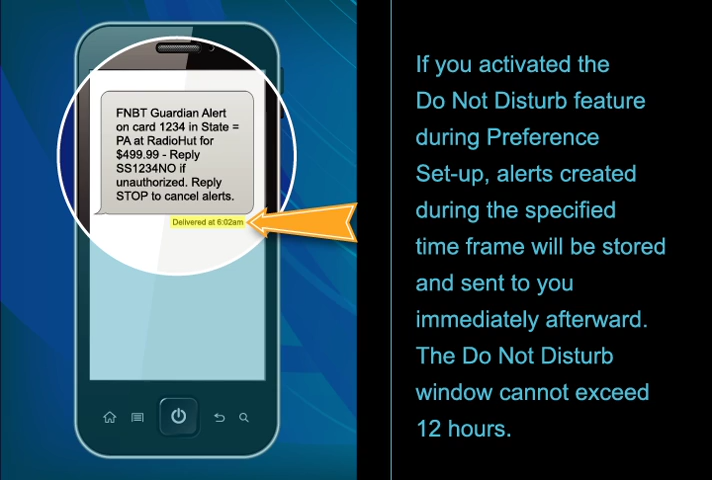 FNBT Guardian Alert
on card 1234 in State =
PA at RadioHut for
$499.99 - Reply
SS1234NO if
unauthorized. Reply
STOP to cancel alerts.
Delivered at 6:02am
If you activated the
Do Not Disturb feature
during Preference
Set-up, alerts created
during the specified
time frame will be stored
and sent to you
immediately afterward.
The Do Not Disturb
window cannot exceed
12 hours.